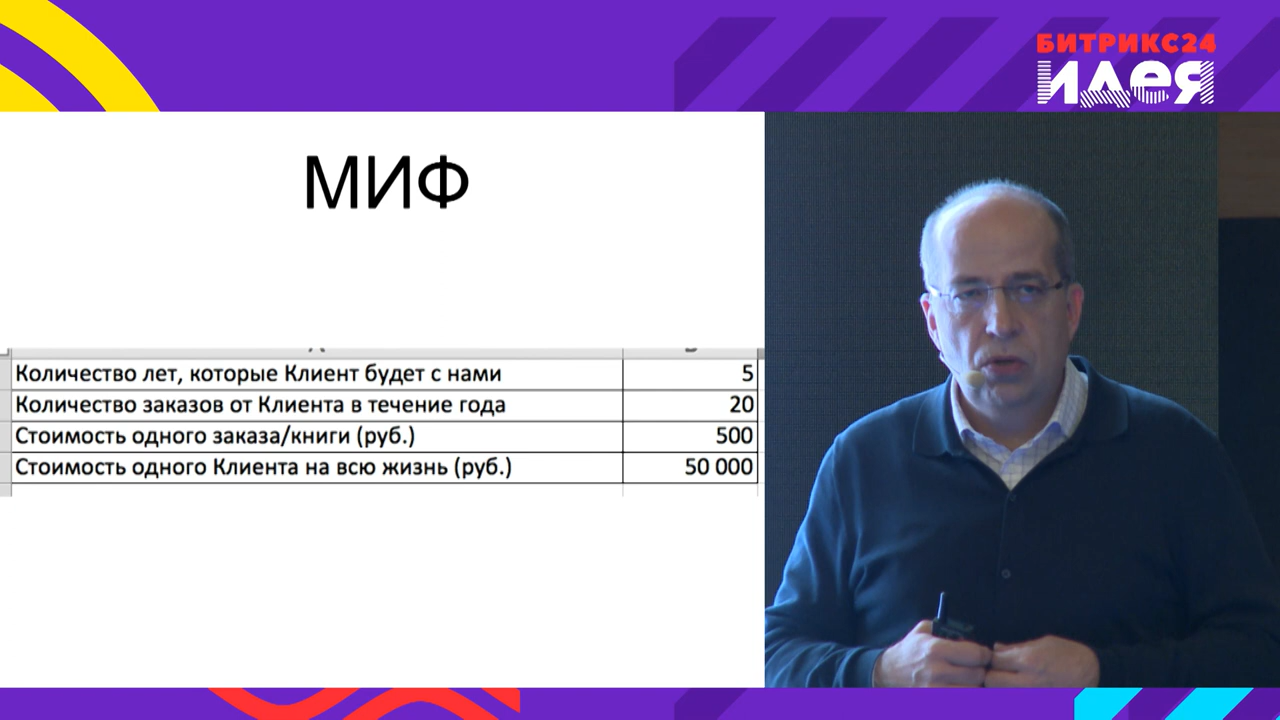 БИТРИКС24
ИДЕЯ
МИФ
Количество лет, которые Клиент будет с нами 5
Количество заказов от Клиента в течение года 20
Стоимость одного заказа/книги (руб.) 500
Стоимость одного Клиента на всю жизнь (руб.) 50 000